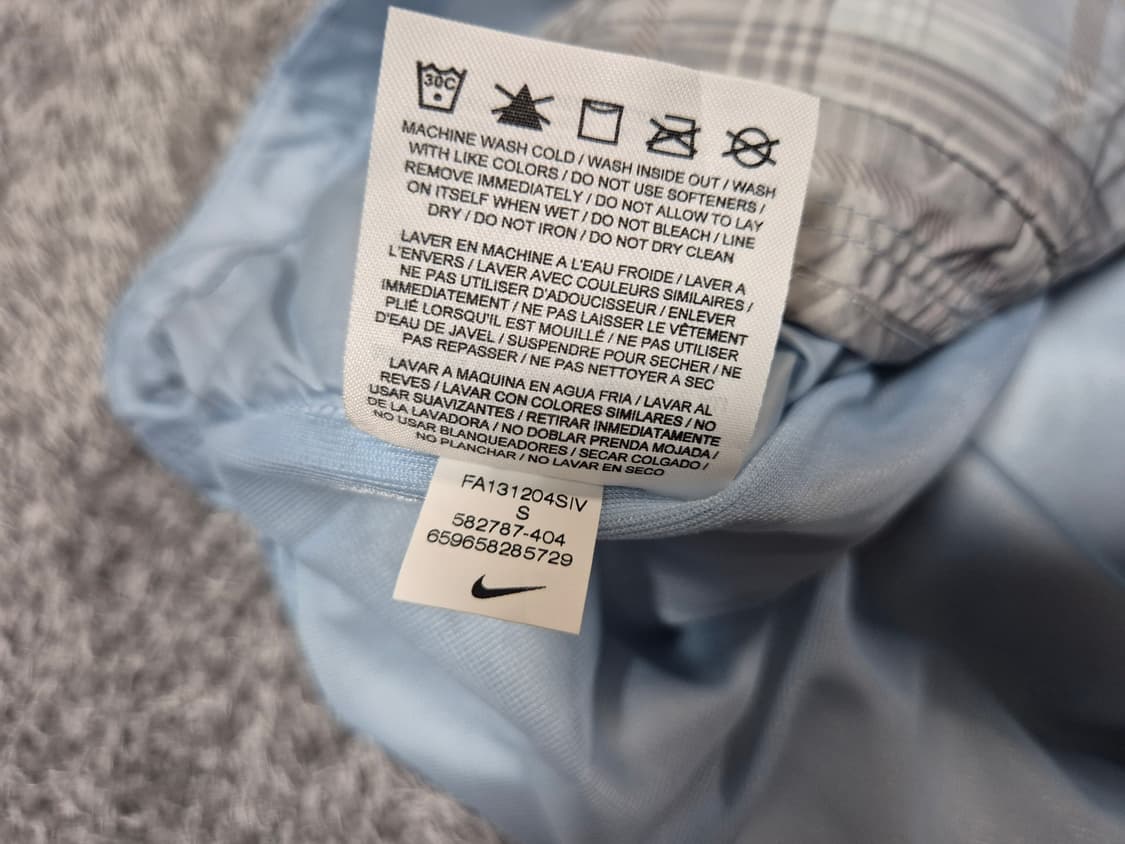 30C
MACHINE WASH COLD / WASH INSIDE OUT / WASH
WITH LIKE COLORS / DO NOT USE SOFTENERS /
REMOVE IMMEDIATELY / DO NOT ALLOW TO LAY
ON ITSELF WHEN WET / DO NOT BLEACH / LINE
DRY / DO NOT IRON / DO NOT DRY CLEAN
LAVER EN MACHINE A L'EAU FROIDE / LAVER A
L'ENVERS / LAVER AVEC COULEURS SIMILAIRES /
NE PAS UTILISER D'ADOUCISSEUR / ENLEVER
IMMEDIATEMENT / NE PAS LAISSER LE VÊTEMENT
PLIÉ LORSQU'IL EST MOUILLÉ / NE PAS UTILISER
D'EAU DE JAVEL / SUSPENDRE POUR SECHER / NE
PAS REPASSER / NE PAS NETTOYER A SEC
LAVAR A MAQUINA EN AGUA FRIA / LAVAR AL
REVES / LAVAR CON COLORES SIMILARES / NO
USAR SUAVIZANTES / RETIRAR INMEDIATAMENTE
DE LA LAVADORA / NO DOBLAR PRENDA MOJADA /
NO USAR BLANQUEADORES / SECAR COLGADO /
NO PLANCHAR / NO LAVAR EN SECO
FA131204SIV
S
582787-404
659658285729